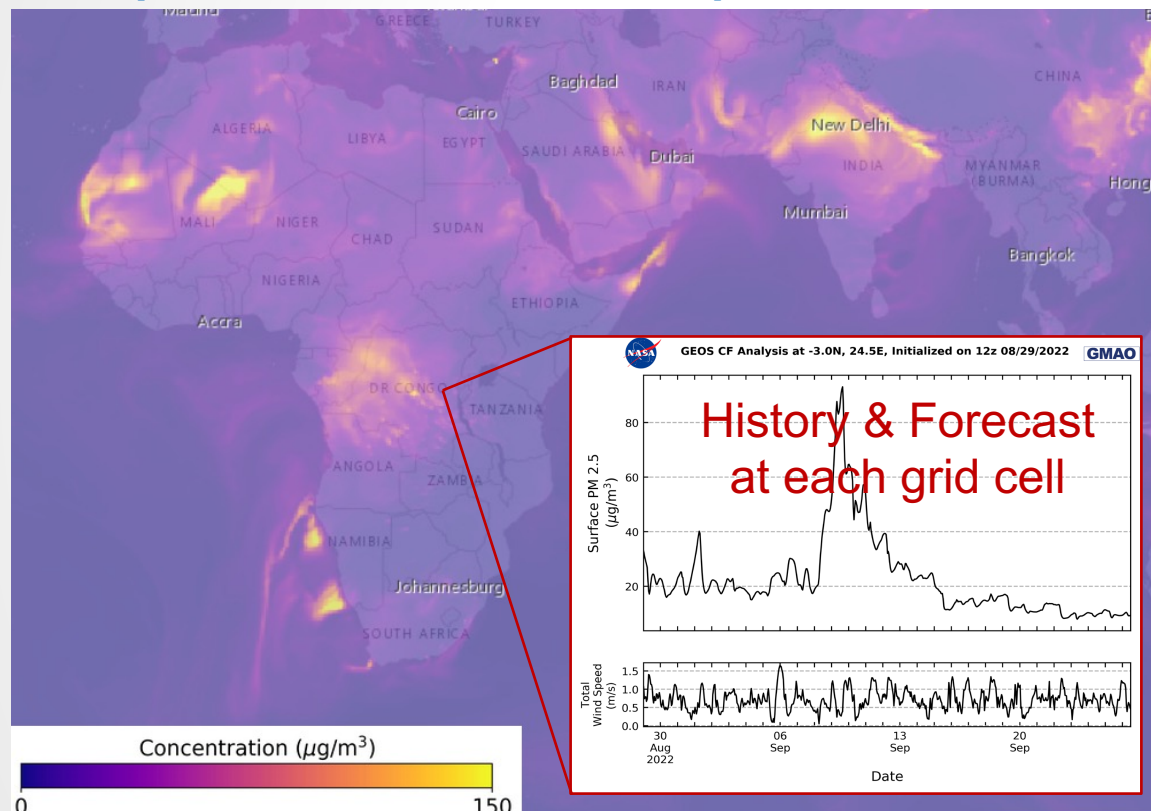 Madrid
GREECE
TURKEY
Baghdad
IRAN
CHINA
Cairo
ALGERIA
LIBYA
EGYPT
SAUDI ARABIA
Dubai
New Delhi
INDIA
MYANMAR
(BURMA)
Hong
MALI
NIGER
CHAD
SUDAN
Mumbai
Bangkok
NIGERIA
ETHIOPIA
Accra
DR CONGO
TANZANIA
ANGOLA
ZAMBIA
NAMIBIA
Johannesburg
SOUTH AFRICA
NASA
GEOS CF Analysis at -3.0N, 24.5E, Initialized on 12z 08/29/2022
GMAO
History & Forecast
at each grid cell
Surface PM 2.5
(μg/m³)
80
60
40
20
Total
Wind Speed
(m/s)
1.5
1.0
0.5
0.0
30
Aug
2022
06
Sep
13
Sep
20
Sep
Date
Concentration (μg/m³)
0
150